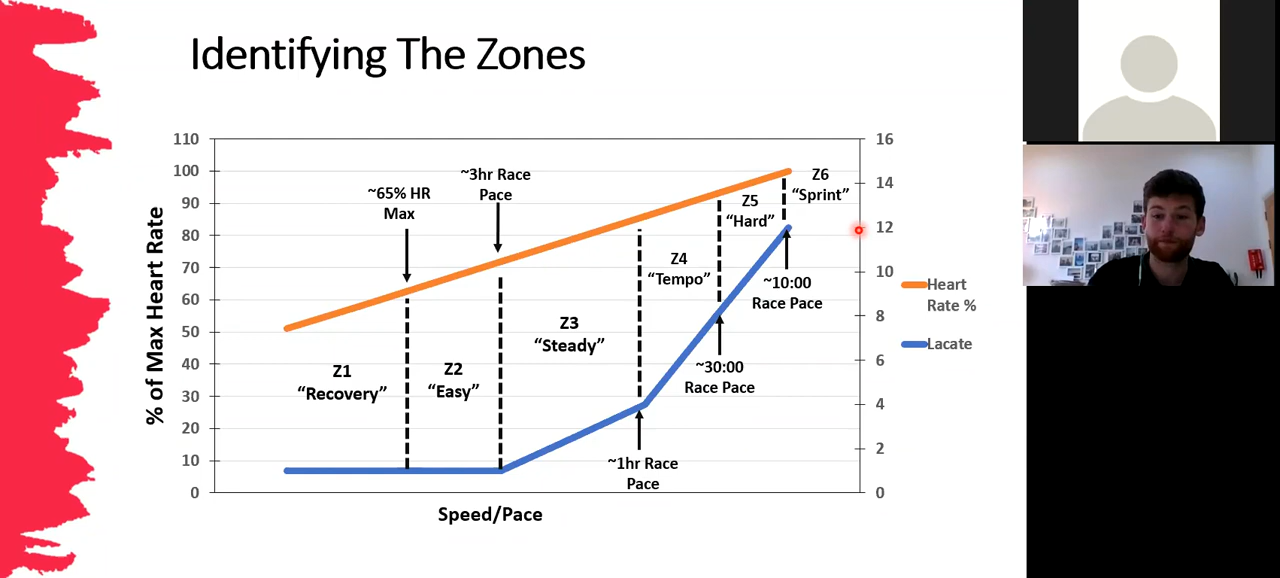 Identifying The Zones
% of Max Heart Rate
110
100
90
80
70
60
50
40
30
20
10
0
~65% HR
Max
~3hr Race
Pace
Z1
“Recovery”
Z2
“Easy”
Z3
“Steady”
Z4
“Tempo”
Z5
“Hard”
Z6
“Sprint”
~1hr Race
Pace
~30:00
Race Pace
~10:00
Race Pace
16
14
12
10
8
6
4
2
0
Heart
Rate %
Lacate
Speed/Pace